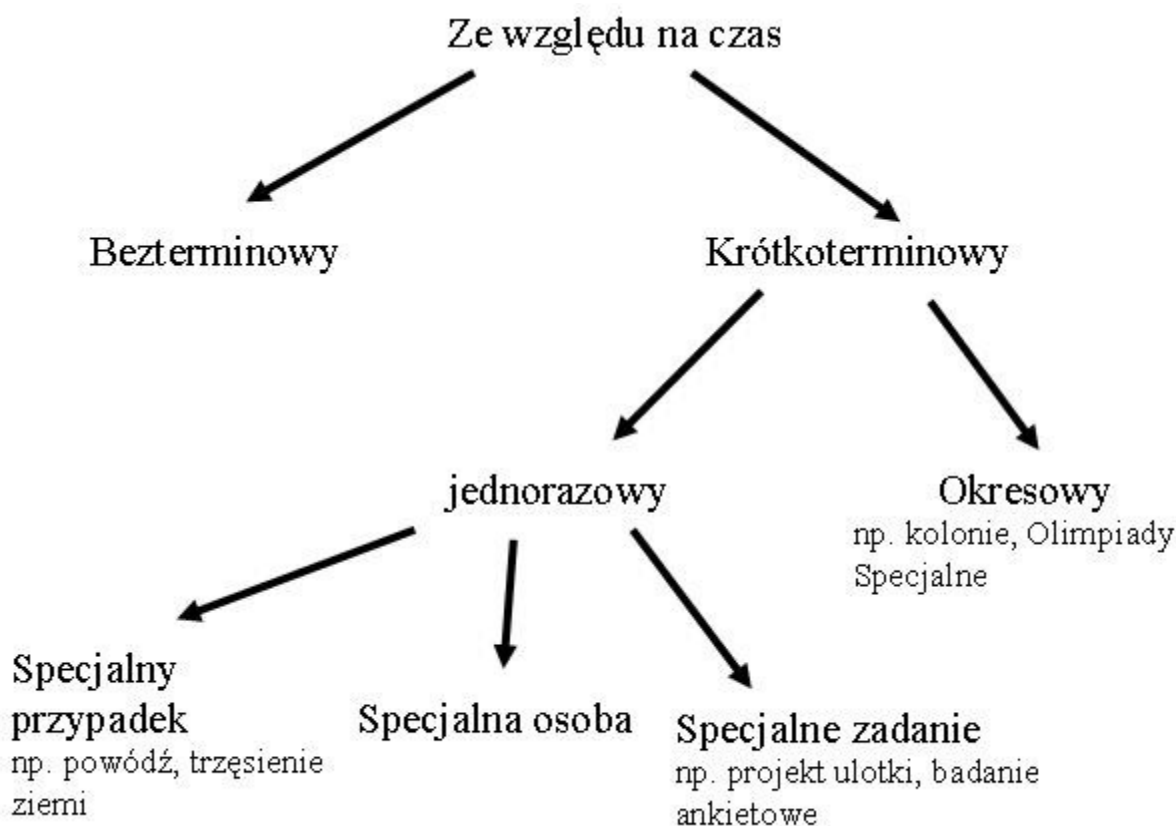 Ze względu na czas
Bezterminowy
Krótkoterminowy
jednorazowy
Okresowy
np. kolonie, Olimpiady
Specjalne
Specjalny
przypadek
np. powódź, trzęsienie
ziemi
Specjalna osoba
Specjalne zadanie
np. projekt ulotki, badanie
ankietowe